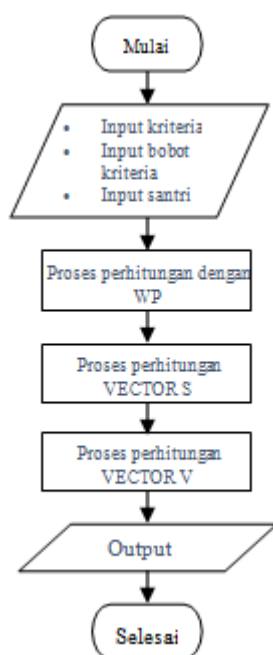 Mulai
• Input kriteria
• Input bobot
kriteria
• Input santri
Proses perhitungan dengan
WP
Proses perhitungan
VECTOR S
Proses perhitungan
VECTOR V
Output
Selesai